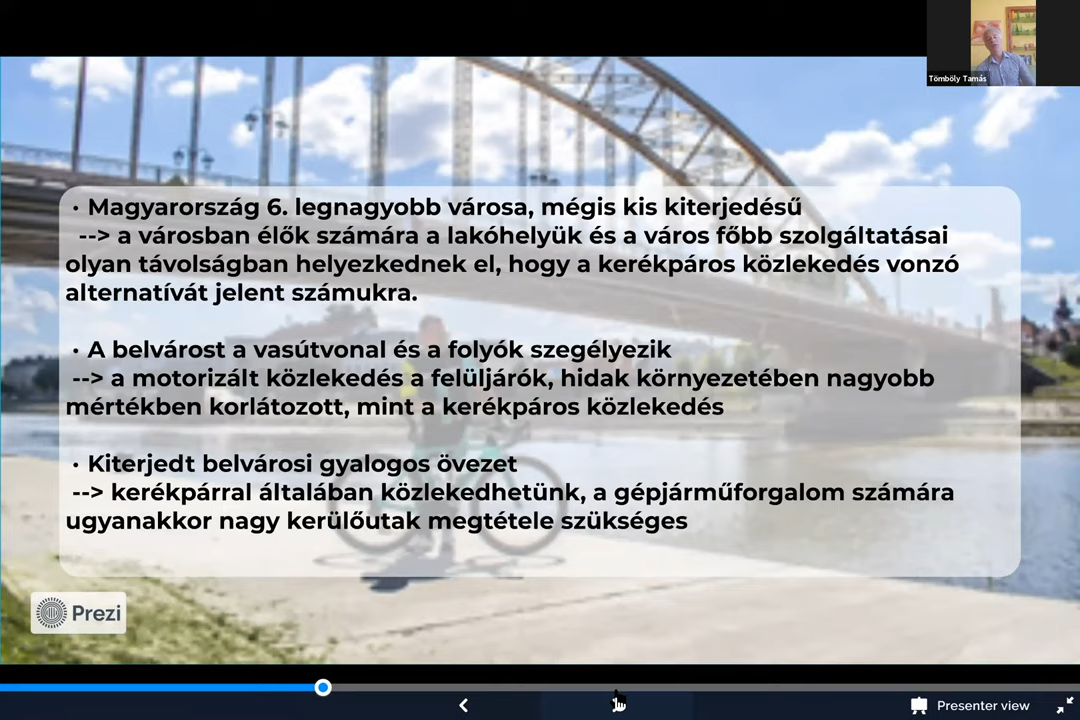 Tömböly Tamás
· Magyarország 6. legnagyobb városa, mégis kis kiterjedésű
--> a városban élők számára a lakóhelyük és a város főbb szolgáltatásai
olyan távolságban helyezkednek el, hogy a kerékpáros közlekedés vonzó
alternatívát jelent számukra.
· A belvárost a vasútvonal és a folyók szegélyezik
--> a motorizált közlekedés a felüljárók, hidak környezetében nagyobb
mértékben korlátozott, mint a kerékpáros közlekedés
· Kiterjedt belvárosi gyalogos övezet
--> kerékpárral általában közlekedhetünk, a gépjárműforgalom számára
ugyanakkor nagy kerülőutak megtétele szükséges
Prezi
Presenter view